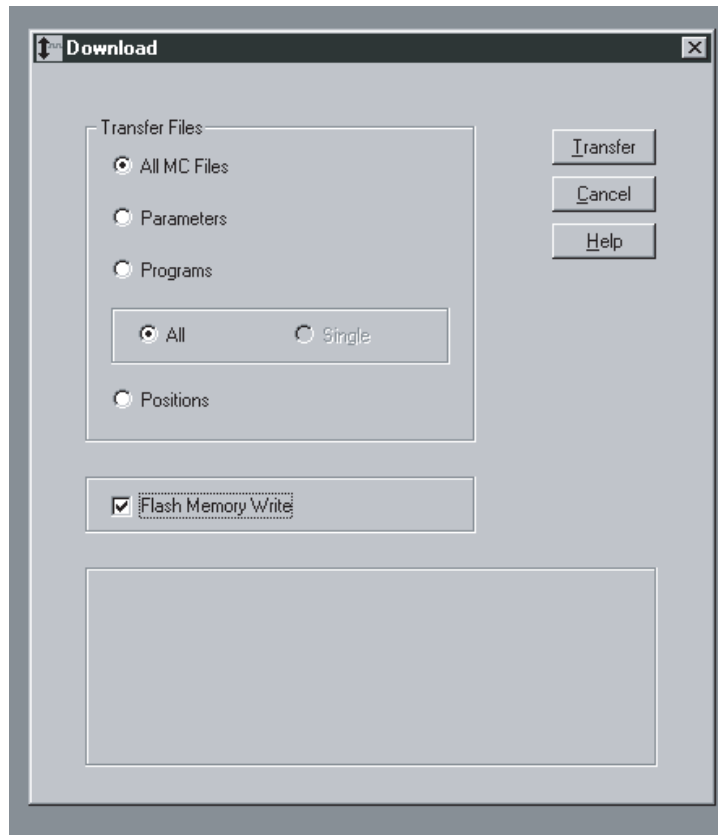 Download
Transfer Files
All MC Files
Parameters
Programs
All Single
Positions
Flash Memory Write
Transfer
Cancel
Help